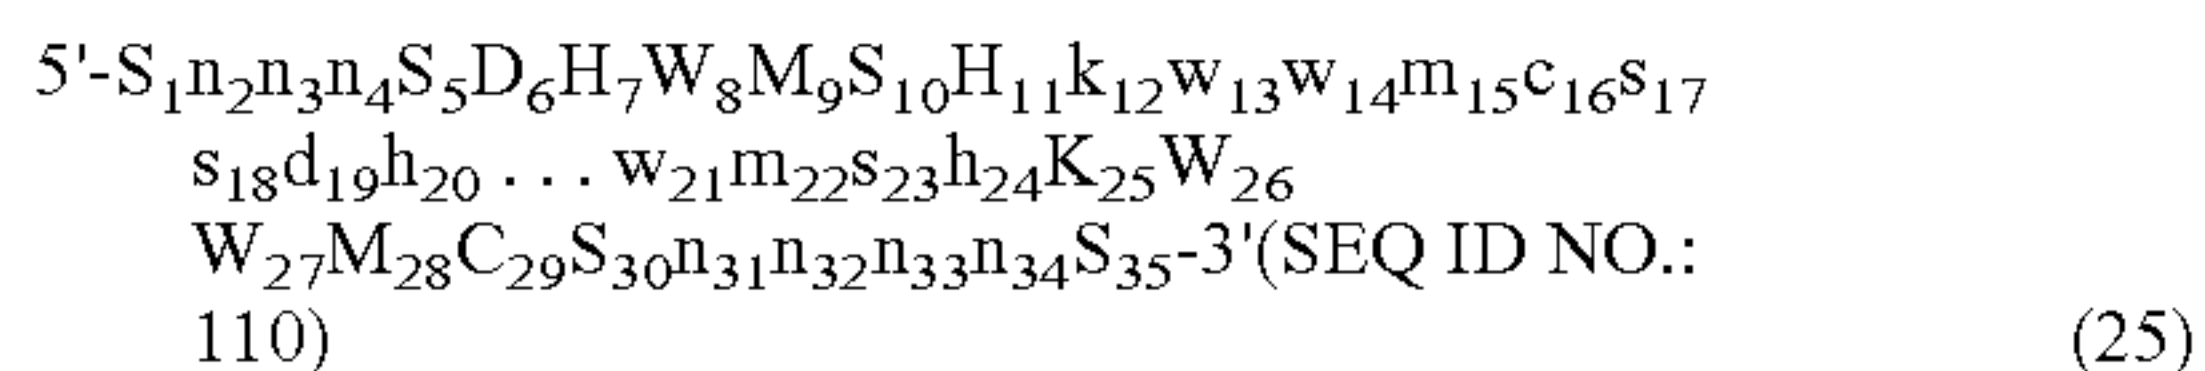 5'-S₁n₂n₃n₄S₅D₆H₇W₈M₉S₁₀H₁₁k₁₂w₁₃w₁₄m₁₅c₁₆s₁₇
s₁₈d₁₉h₂₀ . . . w₂₁m₂₂s₂₃h₂₄K₂₅W₂₆
W₂₇M₂₈C₂₉S₃₀n₃₁n₃₂n₃₃n₃₄S₃₅-3'(SEQ ID NO.:
110) (25)